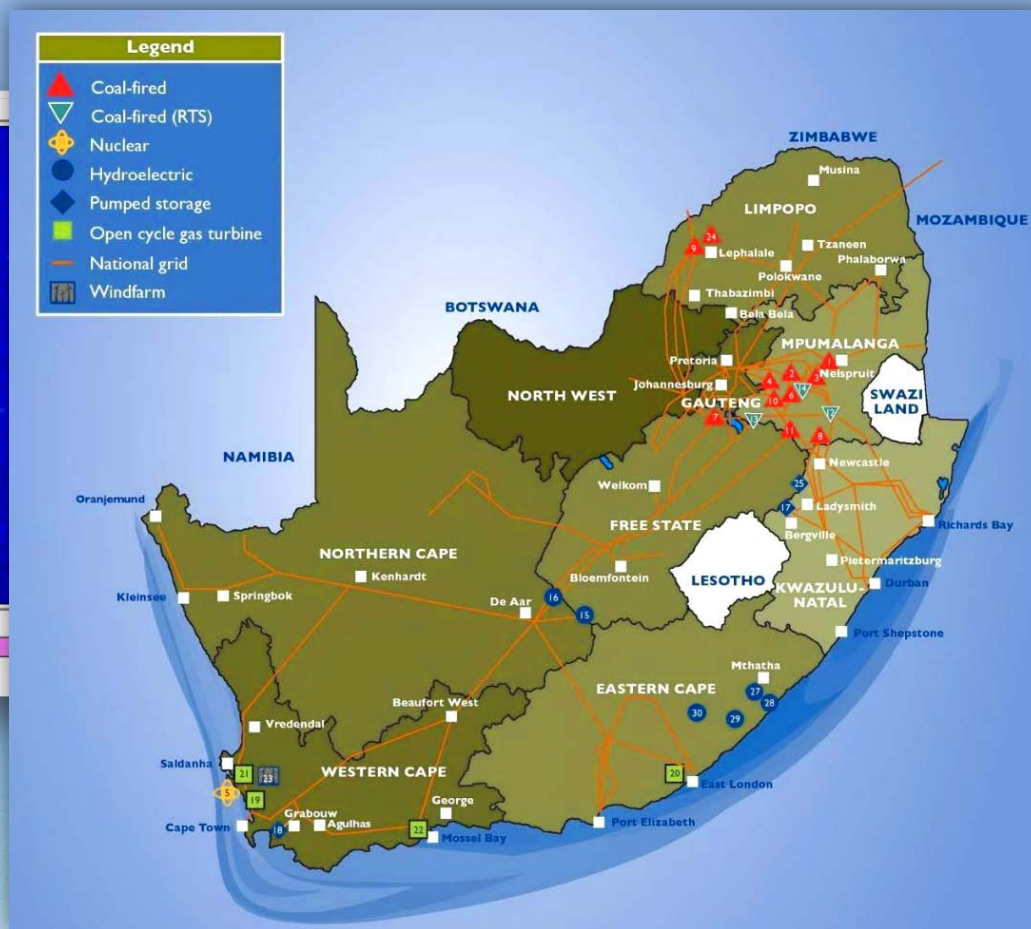 Legend
Coal-fired
Coal-fired (RTS)
Nuclear
Hydroelectric
Pumped storage
Open cycle gas turbine
National grid
Windfarm
ZIMBABWE
Musina
LIMPOPO
MOZAMBIQUE
24
9
Lephalale
Tzaneen
Polokwane
Phalaborwa
Thabazimbi
BOTSWANA
Bela Bela
MPUMALANGA
Pretoria
1
2
3
Nelspruit
4
Johannesburg
14
6
10
NORTH WEST
GAUTENG
SWAZI
LAND
7
13
12
11
8
NAMIBIA
Newcastle
Welkom
25
Oranjemund
Ladysmith
17
FREE STATE
Bergville
Richards Bay
NORTHERN CAPE
Pietermaritzburg
Kenhardt
Bloemfontein
LESOTHO
Durban
KWAZULU-
NATAL
Kleinsee
Springbok
De Aar
16
15
Port Shepstone
Mthatha
EASTERN CAPE
27
28
30
29
Beaufort West
Vredendal
Saldanha
21
23
WESTERN CAPE
20
East London
5
19
George
Grabouw
Cape Town
18
Agulhas
22
Mossel Bay
Port Elizabeth